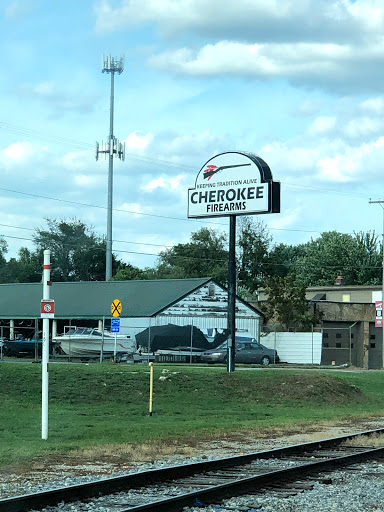 KEEPING TRADITION ALIVE
CHEROKEE
FIREARMS